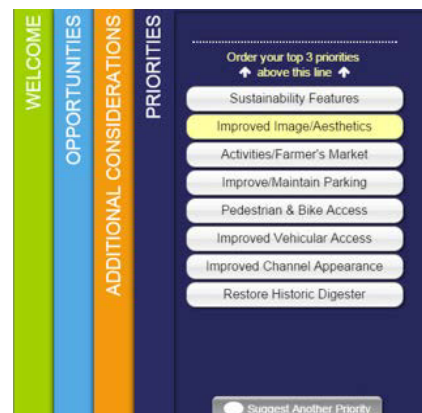 WELCOME
OPPORTUNITIES
ADDITIONAL CONSIDERATIONS
PRIORITIES
Order your top 3 priorities
above this line
Sustainability Features
Improved Image/Aesthetics
Activities/Farmer's Market
Improve/Maintain Parking
Pedestrian & Bike Access
Improved Vehicular Access
Improved Channel Appearance
Restore Historic Digester
Suggest Another Priority